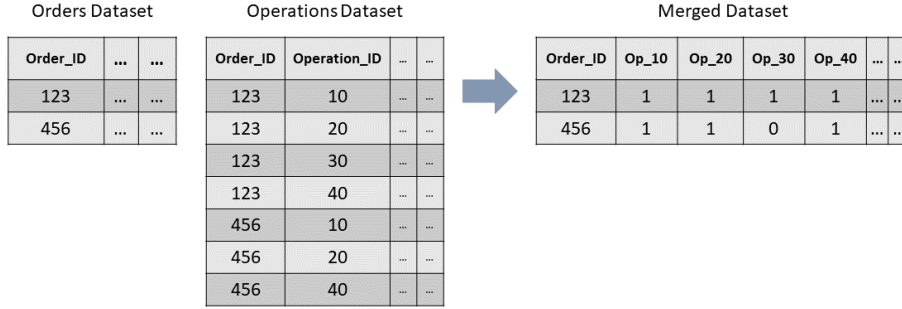 Orders Dataset
Operations Dataset
Merged Dataset
Order_ID ... ...
123 ... ...
456 ... ...
Order_ID Operation_ID ... ...
123 10 ... ...
123 20 ... ...
123 30 ... ...
123 40 ... ...
456 10 ... ...
456 20 ... ...
456 40 ... ...
Order_ID Op_10 Op_20 Op_30 Op_40 ... ...
123 1 1 1 1 ... ...
456 1 1 0 1 ... ...